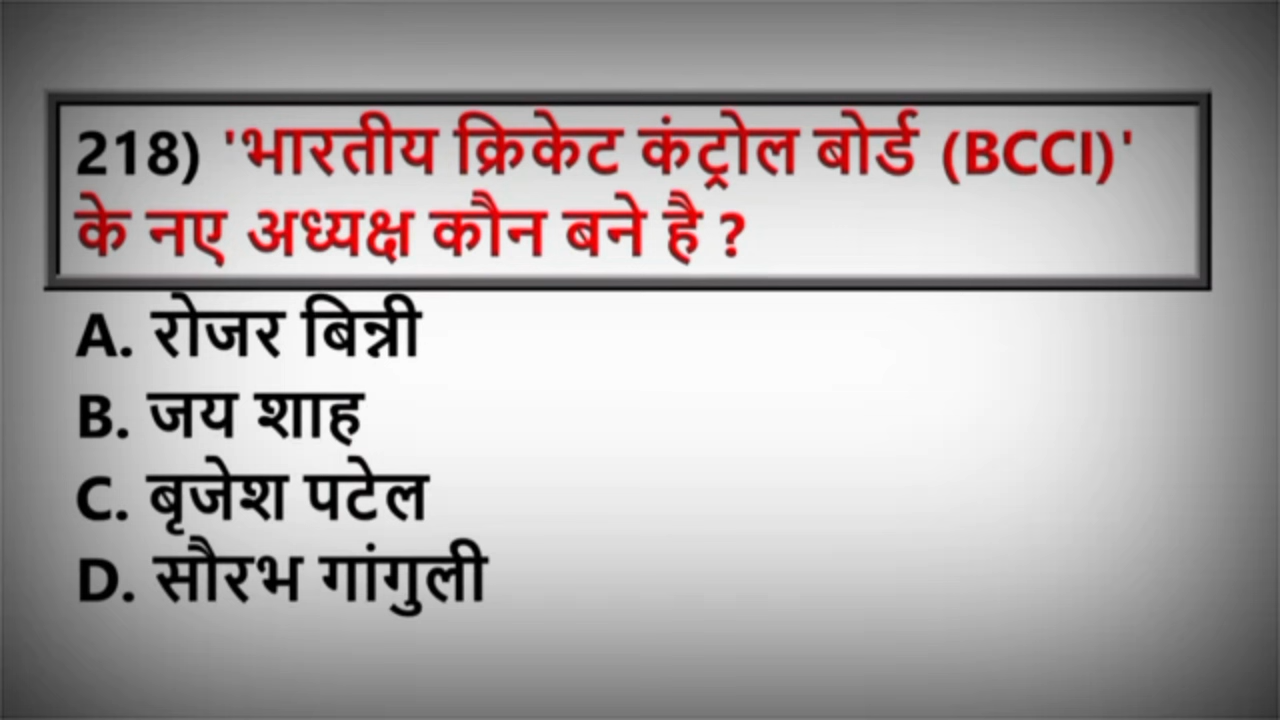 218) 'भारतीय क्रिकेट कंट्रोल बोर्ड (BCCI)'
के नए अध्यक्ष कौन बने है ?
A. रोजर बिन्नी
B. जय शाह
C. बृजेश पटेल
D. सौरभ गांगुली